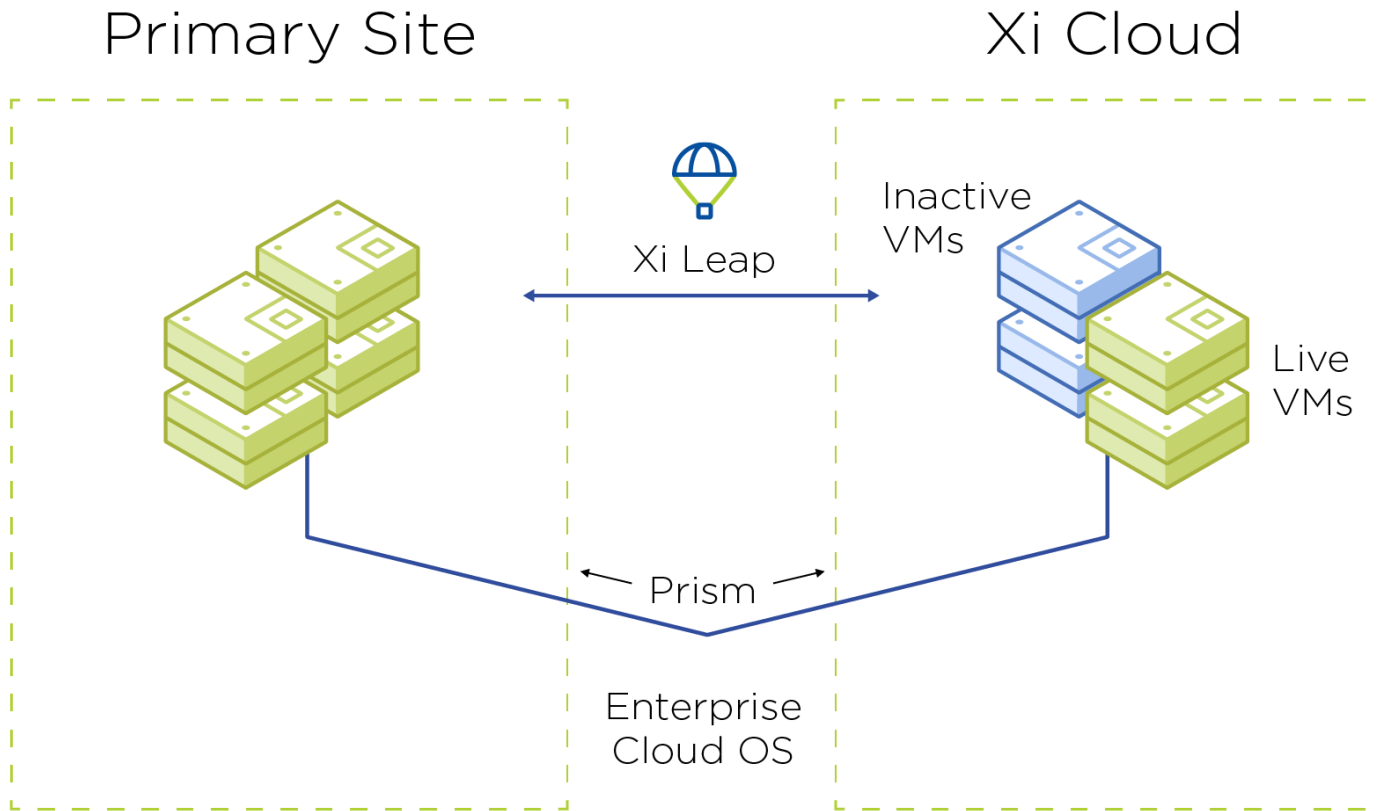 Primary Site
Xi Cloud
Xi Leap
Inactive
VMs
Live
VMs
Prism
Enterprise
Cloud OS